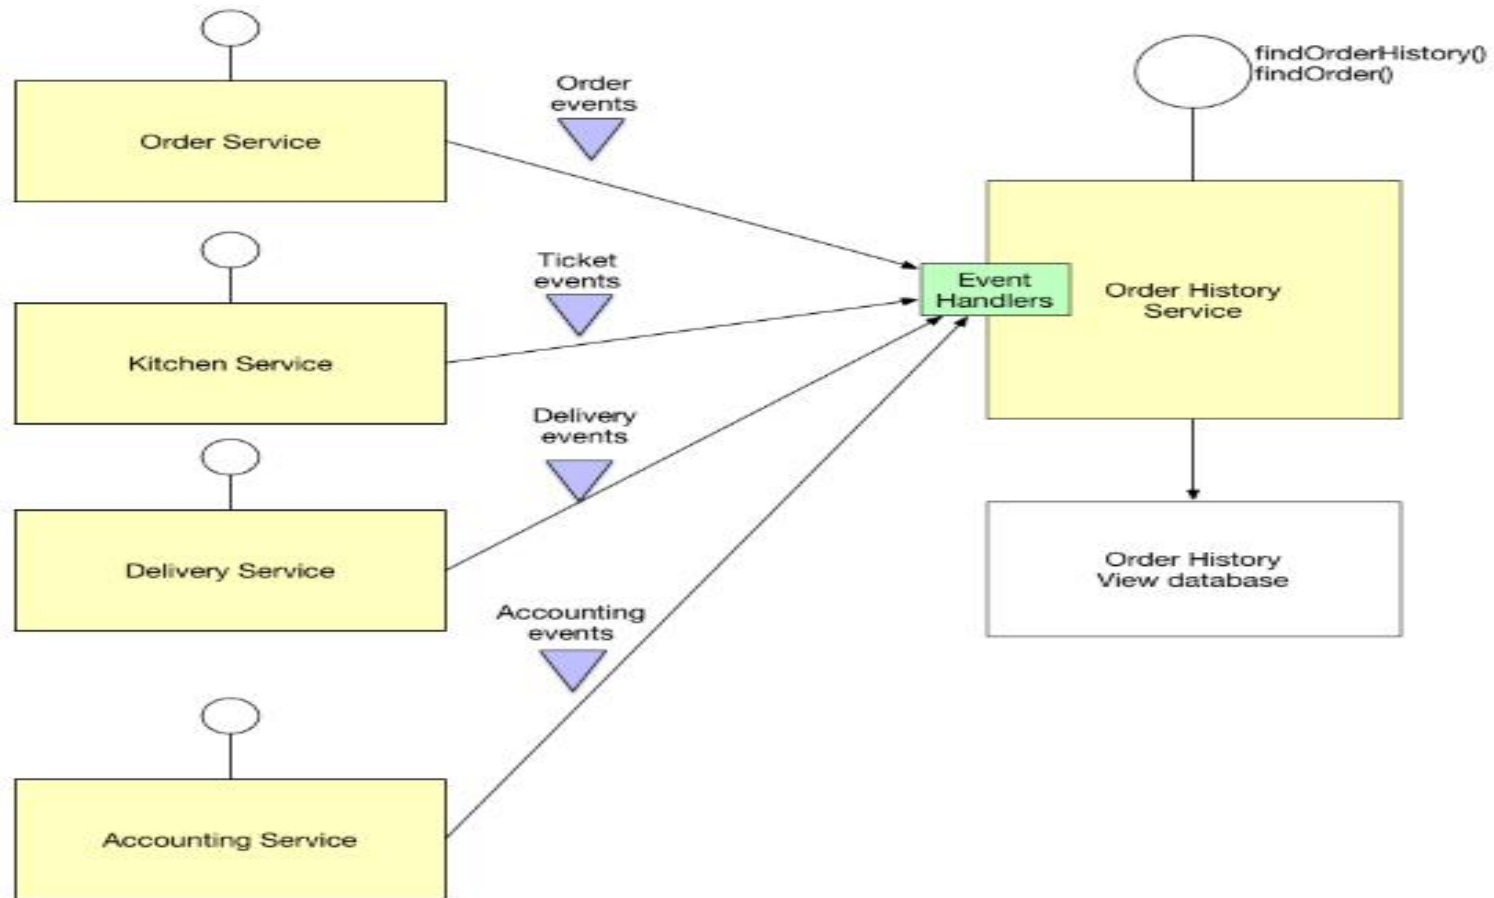 findOrderHistory()
findOrder()
Order
events
Order Service
Ticket
events
Event
Handlers
Order History
Service
Kitchen Service
Delivery
events
Delivery Service
Order History
View database
Accounting
events
Accounting Service